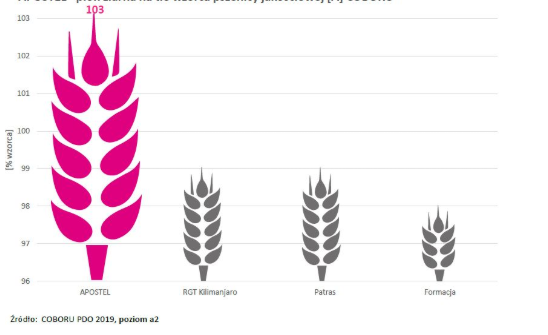 103
103
102
101
100
99
98
97
96
[% wzorca]
APOSTEL
RGT Kilimanjaro
Patras
Formacja
Źródło: COBORU PDO 2019, poziom a2